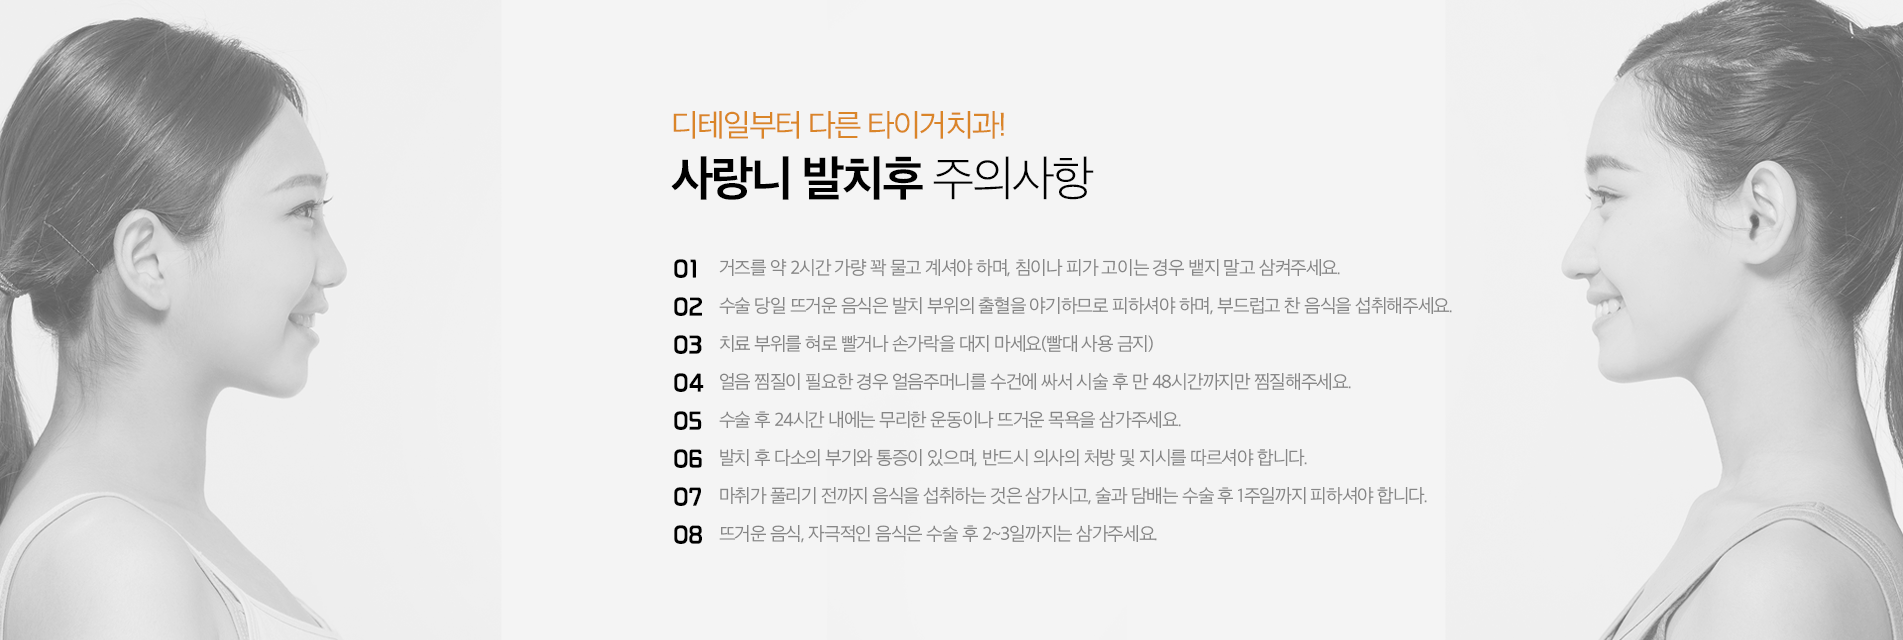 디테일부터 다른 타이거치과!
사랑니 발치후 주의사항
01 거즈를 약 2시간 가량 꽉 물고 계셔야 하며, 침이나 피가 고이는 경우 뱉지 말고 삼켜주세요.
02 수술 당일 뜨거운 음식은 발치 부위의 출혈을 야기하므로 피하셔야 하며, 부드럽고 찬 음식을 섭취해주세요.
03 치료 부위를 혀로 빨거나 손가락을 대지 마세요(빨대 사용 금지)
04 얼음 찜질이 필요한 경우 얼음주머니를 수건에 싸서 시술 후 만 48시간까지만 찜질해주세요.
05 수술 후 24시간 내에는 무리한 운동이나 뜨거운 목욕을 삼가주세요.
06 발치 후 다소의 부기와 통증이 있으며, 반드시 의사의 처방 및 지시를 따르셔야 합니다.
07 마취가 풀리기 전까지 음식을 섭취하는 것은 삼가시고, 술과 담배는 수술 후 1주일까지 피하셔야 합니다.
08 뜨거운 음식, 자극적인 음식은 수술 후 2~3일까지는 삼가주세요.